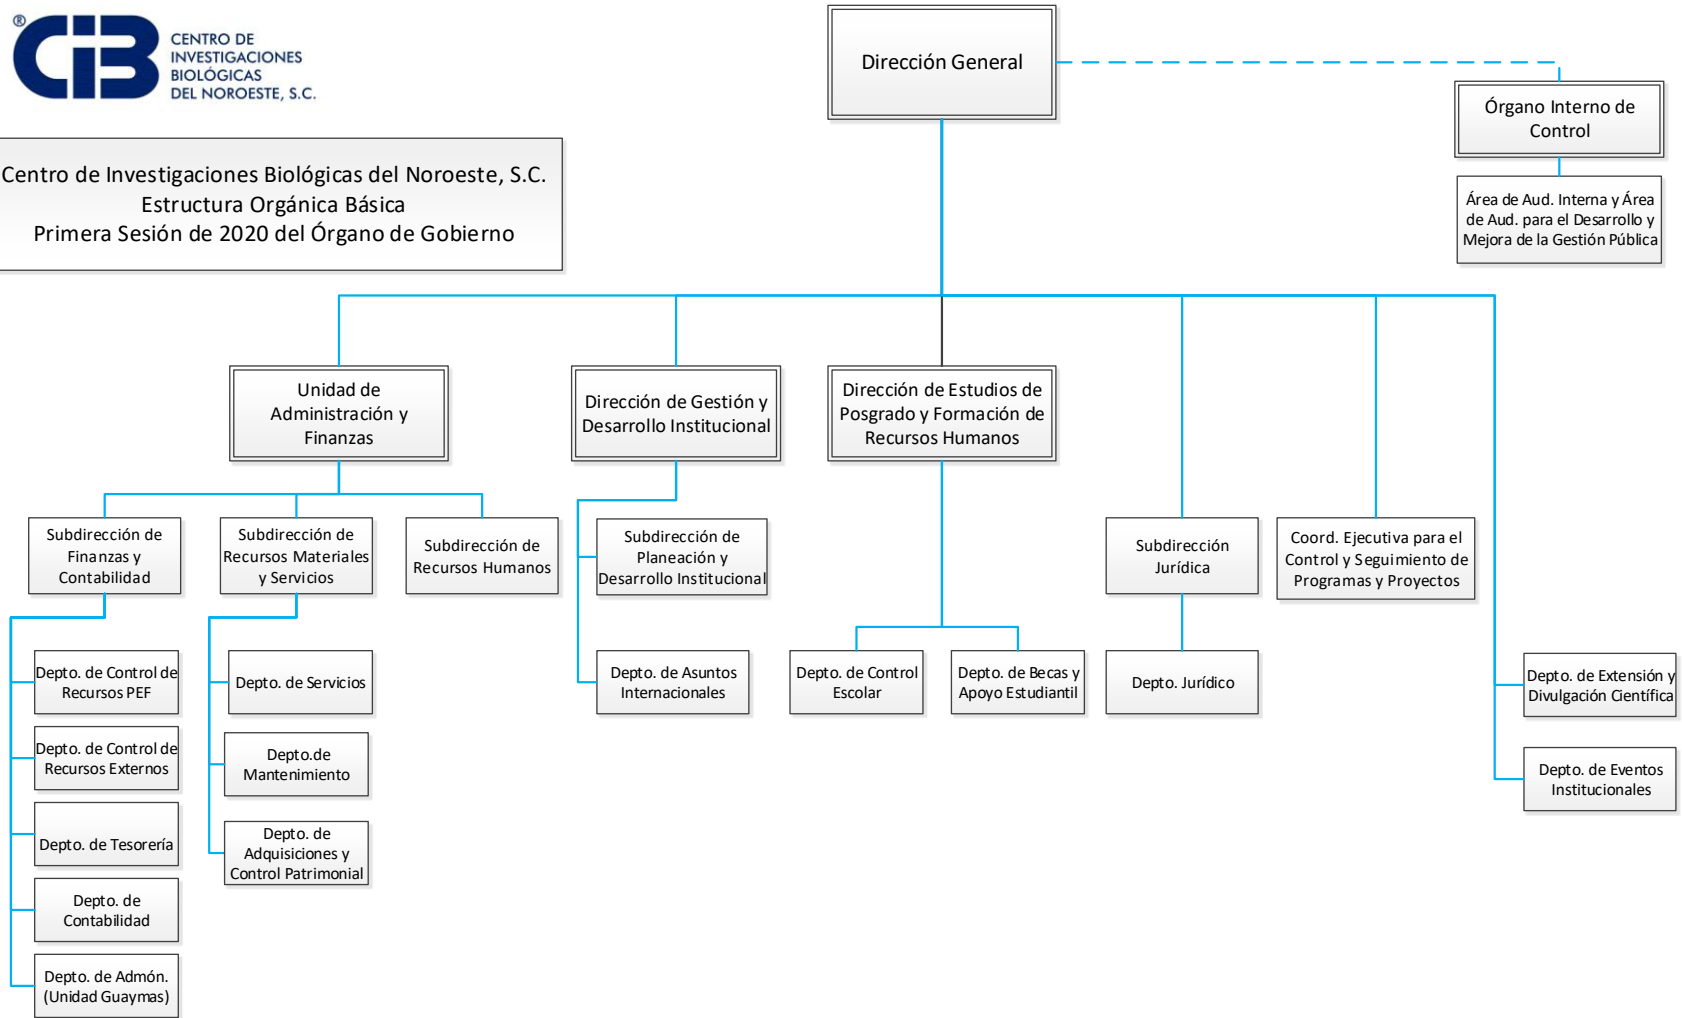 ®
CIB
CENTRO DE
INVESTIGACIONES
BIOLÓGICAS
DEL NOROESTE, S.C.
Centro de Investigaciones Biológicas del Noroeste, S.C.
Estructura Orgánica Básica
Primera Sesión de 2020 del Órgano de Gobierno
Dirección General
Órgano Interno de
Control
Área de Aud. Interna y Área
de Aud. para el Desarrollo y
Mejora de la Gestión Pública
Unidad de
Administración y
Finanzas
Dirección de Gestión y
Desarrollo Institucional
Dirección de Estudios de
Posgrado y Formación de
Recursos Humanos
Subdirección de
Finanzas y
Contabilidad
Subdirección de
Recursos Materiales
y Servicios
Subdirección de
Recursos Humanos
Subdirección de
Planeación y
Desarrollo Institucional
Subdirección
Jurídica
Coord. Ejecutiva para el
Control y Seguimiento de
Programas y Proyectos
Depto. de Control de
Recursos PEF
Depto. de Servicios
Depto. de Asuntos
Internacionales
Depto. de Control
Escolar
Depto. de Becas y
Apoyo Estudiantil
Depto. Jurídico
Depto. de Extensión y
Divulgación Científica
Depto. de Control de
Recursos Externos
Depto.de
Mantenimiento
Depto. de Eventos
Institucionales
Depto. de Tesorería
Depto. de
Adquisiciones y
Control Patrimonial
Depto. de
Contabilidad
Depto. de Admón.
(Unidad Guaymas)